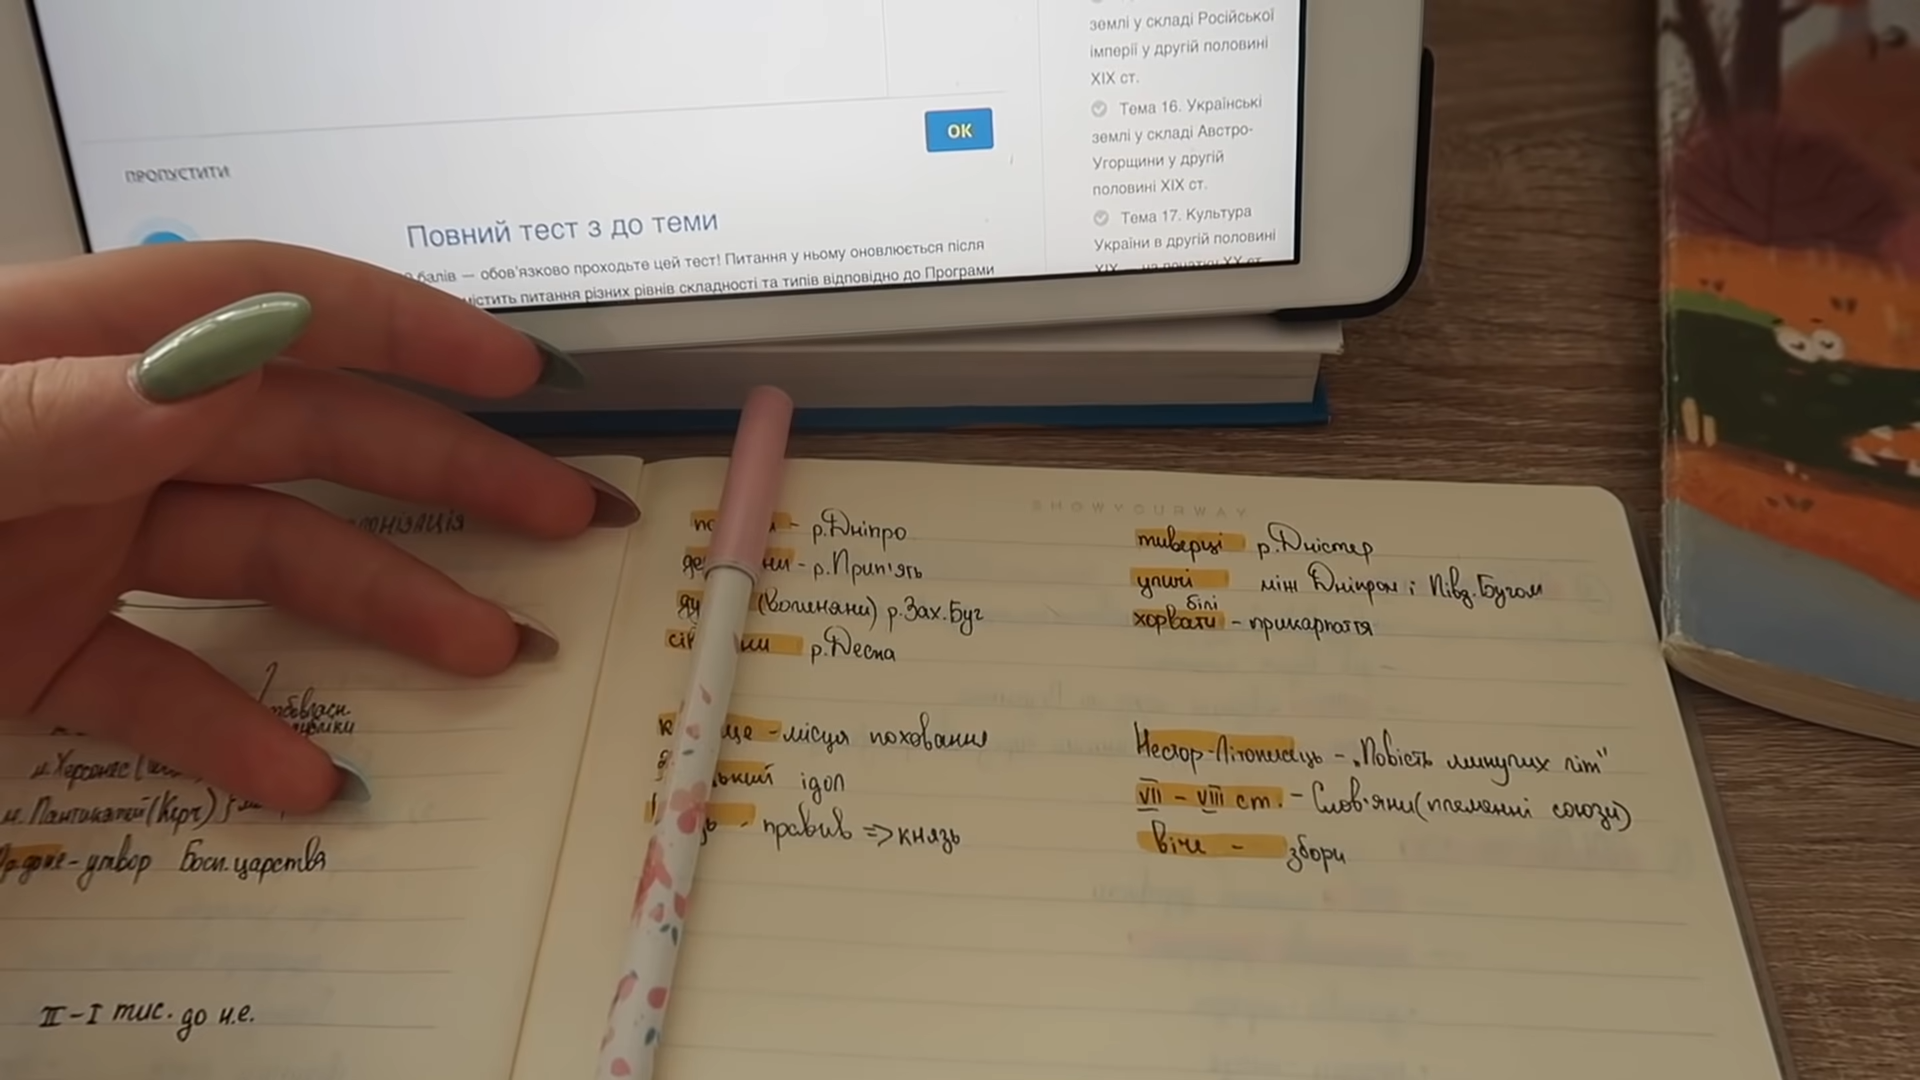 землі у складі Російської
імперії у другій половині
XIX ст.
Тема 16. Українські
землі у складі Австро-
Угорщини у другій
половині XIX ст.
Тема 17. Культура
України в другій половині
OK
ПРОПУСТИТИ
Повний тест з до теми
балів — обов'язково проходьте цей тест! Питання у ньому оновлюється після
містить питання різних рівнів складності та типів відповідно до Програми
SHOWYOURWAY
- р.Дніпро
- р.Прип'ять
(волиняни) р.Зах.Буг
р.Десна
- місця поховання
ідол
- правив => князь
тиверці р.Дністер
уличі між Дніпром і Півд.Бугом
білі
хорвати - прикарпаття
Нестор-Літописець - „Повість минулих літ"
VII - VIII ст. - Слов'яни (племенні союзи)
віче - збори
м.Херсонес
м.Пантикапей (Керч)
- утвор Босп.царства
II - I тис. до н.е.